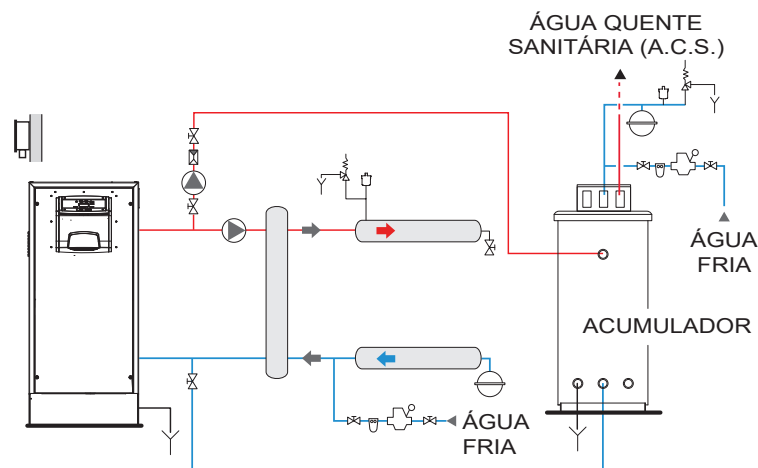 ÁGUA QUENTE
SANITÁRIA (A.C.S.)
ÁGUA
FRIA
ACUMULADOR
ÁGUA
FRIA